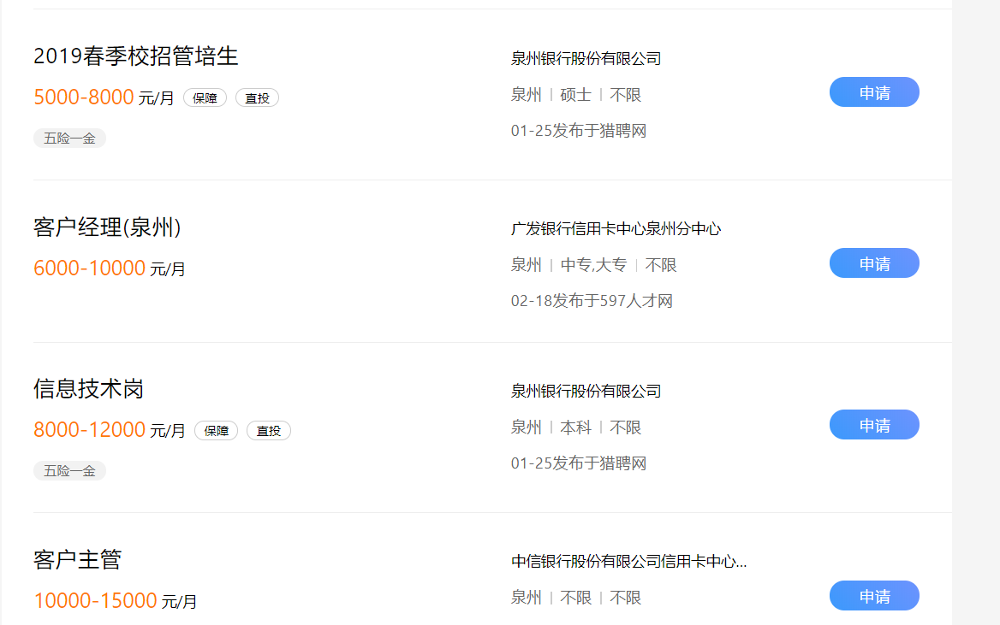 2019春季校招管培生
5000-8000 元/月 保障 直投
五险一金
泉州银行股份有限公司
泉州 | 硕士 | 不限
01-25发布于猎聘网
申请
客户经理(泉州)
6000-10000 元/月
广发银行信用卡中心泉州分中心
泉州 | 中专,大专 | 不限
02-18发布于597人才网
申请
信息技术岗
8000-12000 元/月 保障 直投
五险一金
泉州银行股份有限公司
泉州 | 本科 | 不限
01-25发布于猎聘网
申请
客户主管
10000-15000 元/月
中信银行股份有限公司信用卡中心...
泉州 | 不限 | 不限
申请